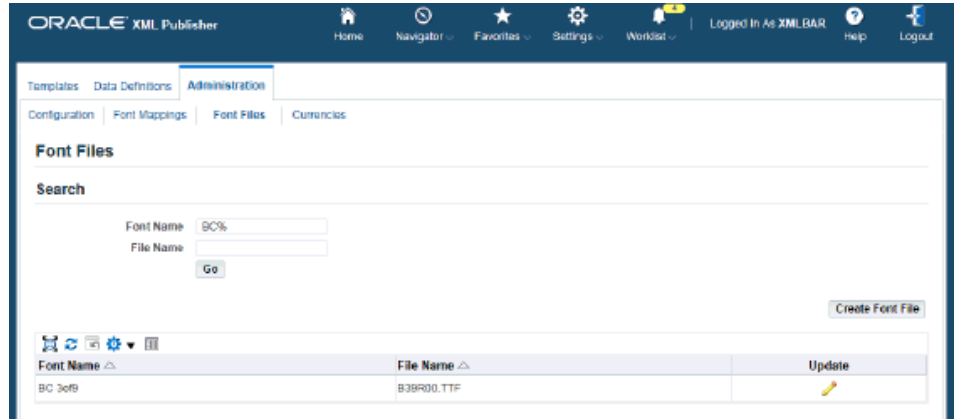 ORACLE XML Publisher
Home Navigator Favorites Settings Worklist 4 Logged In As XMLBAR Help Logout
Templates Data Definitions Administration
Configuration Font Mappings Font Files Currencies
Font Files
Search
Font Name BC%
File Name
Go
Create Font File
Font Name File Name Update
BC 3of9 B39R00.TTF